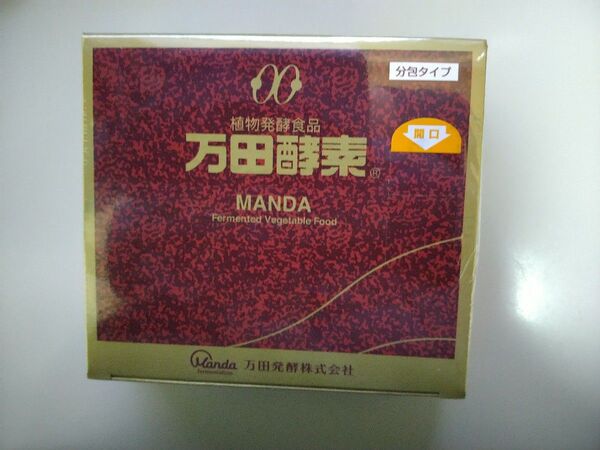 分包タイプ
開口
植物発酵食品
万田酵素®
MANDA
Fermented Vegetable Food
Manda
fermentation
万田発酵株式会社